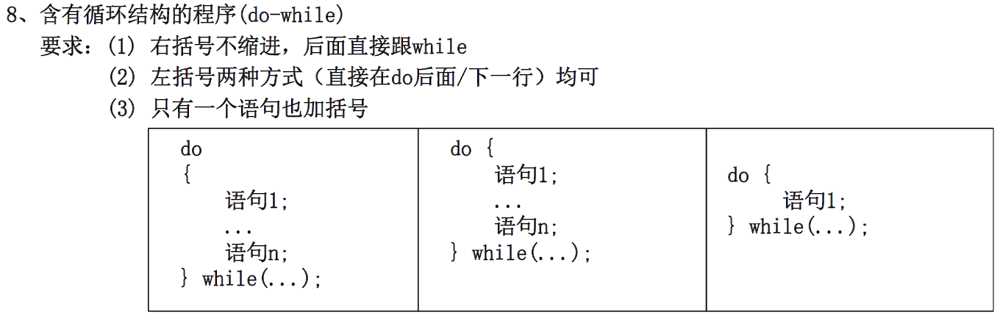 8、含有循环结构的程序(do-while)
要求：(1) 右括号不缩进，后面直接跟while
(2) 左括号两种方式（直接在do后面/下一行）均可
(3) 只有一个语句也加括号
do
{
语句1;
...
语句n;
} while(...);
do {
语句1;
...
语句n;
} while(...);
do {
语句1;
} while(...);